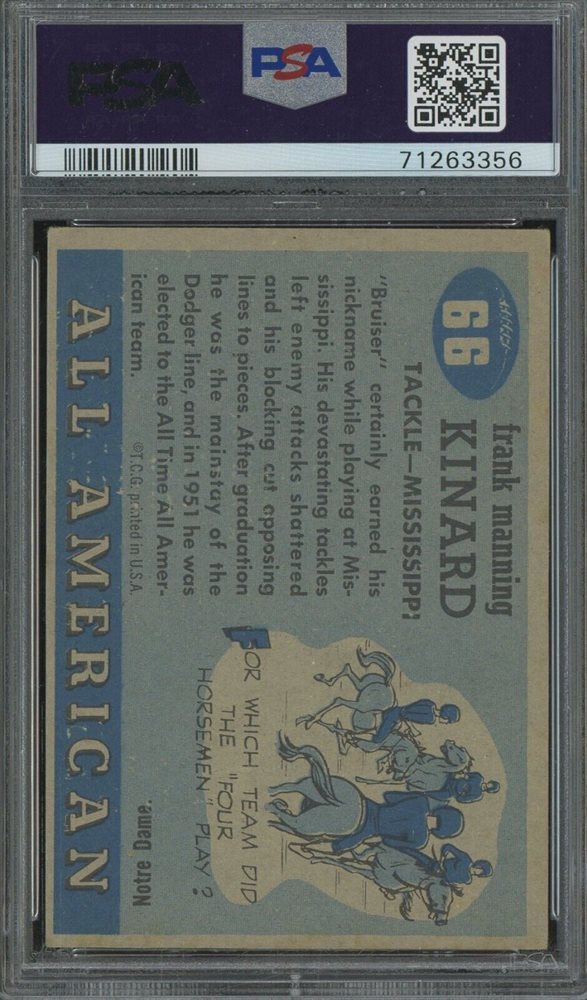 PSA
PSA
71263356
66
frank manning
KINARD
TACKLE—MISSISSIPPI
"Bruiser" certainly earned his
nickname while playing at Mis-
sissippi. His devastating tackles
left enemy attacks shattered
and his blocking cut opposing
lines to pieces. After graduation
he was the mainstay of the
Dodger line, and in 1951 he was
elected to the All Time All Amer-
ican team.
©T.C.G. printed in U.S.A.
FOR WHICH TEAM DID
THE "FOUR
HORSEMEN" PLAY?
Notre Dame.
ALL AMERICAN
PSA